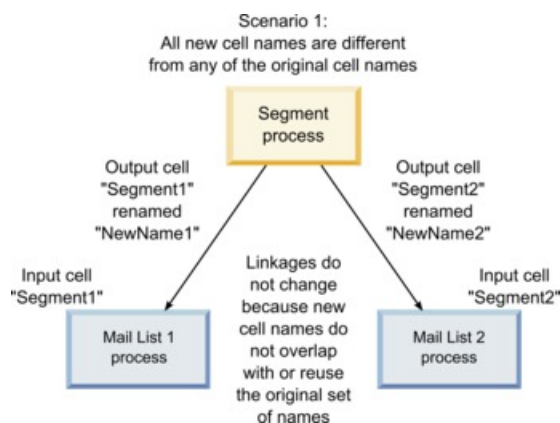 Scenario 1:
All new cell names are different
from any of the original cell names
Segment
process
Output cell
"Segment1"
renamed
"NewName1"
Output cell
"Segment2"
renamed
"NewName2"
Input cell
"Segment1"
Linkages do
not change
because new
cell names do
not overlap
with or reuse
the original set
of names
Input cell
"Segment2"
Mail List 1
process
Mail List 2
process